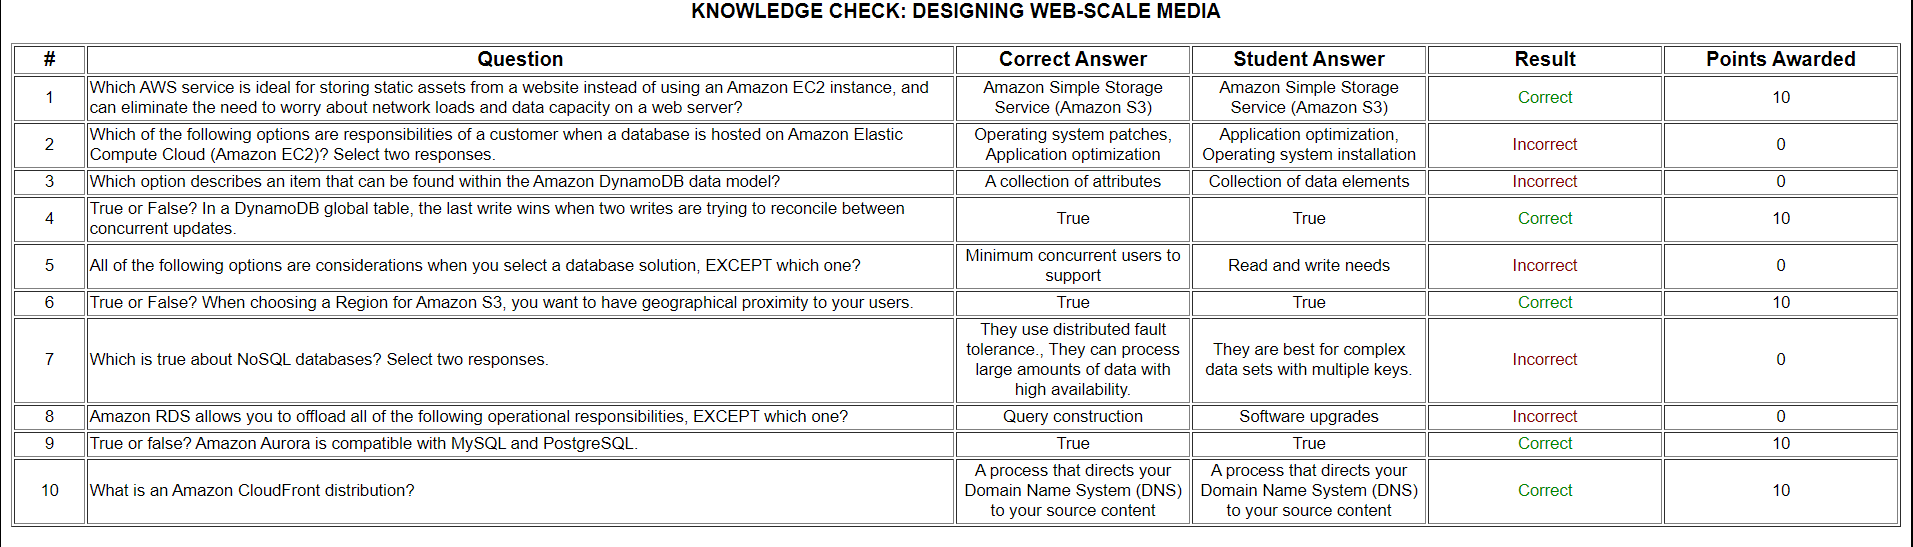 KNOWLEDGE CHECK: DESIGNING WEB-SCALE MEDIA
# Question Correct Answer Student Answer Result Points Awarded
1
Which AWS service is ideal for storing static assets from a website instead of using an Amazon EC2 instance, and
can eliminate the need to worry about network loads and data capacity on a web server?
Amazon Simple Storage
Service (Amazon S3)
Amazon Simple Storage
Service (Amazon S3)
Correct
10
2
Which of the following options are responsibilities of a customer when a database is hosted on Amazon Elastic
Compute Cloud (Amazon EC2)? Select two responses.
Operating system patches,
Application optimization
Application optimization,
Operating system installation
Incorrect
0
3
Which option describes an item that can be found within the Amazon DynamoDB data model?
A collection of attributes
Collection of data elements
Incorrect
0
4
True or False? In a DynamoDB global table, the last write wins when two writes are trying to reconcile between
concurrent updates.
True
True
Correct
10
5
All of the following options are considerations when you select a database solution, EXCEPT which one?
Minimum concurrent users to
support
Read and write needs
Incorrect
0
6
True or False? When choosing a Region for Amazon S3, you want to have geographical proximity to your users.
True
True
Correct
10
7
Which is true about NoSQL databases? Select two responses.
They use distributed fault
tolerance., They can process
large amounts of data with
high availability.
They are best for complex
data sets with multiple keys.
Incorrect
0
8
Amazon RDS allows you to offload all of the following operational responsibilities, EXCEPT which one?
Query construction
Software upgrades
Incorrect
0
9
True or false? Amazon Aurora is compatible with MySQL and PostgreSQL.
True
True
Correct
10
10
What is an Amazon CloudFront distribution?
A process that directs your
Domain Name System (DNS)
to your source content
A process that directs your
Domain Name System (DNS)
to your source content
Correct
10